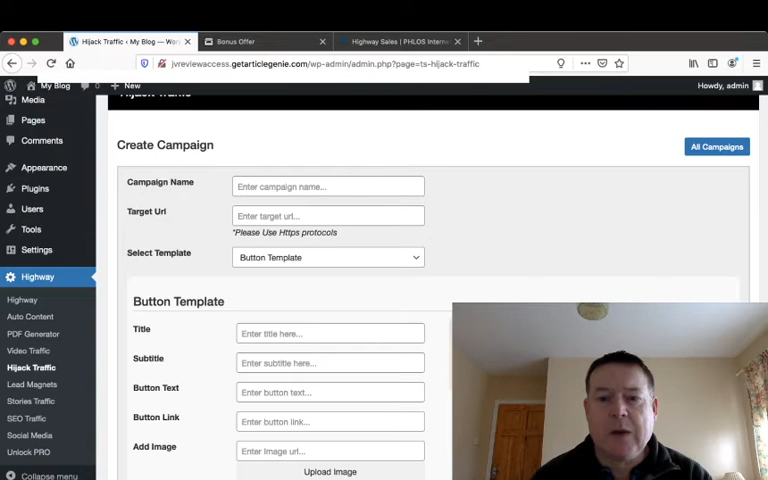 Hijack Traffic ‹ My Blog — Wor
Bonus Offer
Highway Sales | PHLOS Intern
jvreviewaccess.getarticlegenie.com/wp-admin/admin.php?page=ts-hijack-traffic
My Blog
0
New
Howdy, admin
Media
Pages
Comments
Appearance
Plugins
Users
Tools
Settings
Highway
Highway
Auto Content
PDF Generator
Video Traffic
Hijack Traffic
Lead Magnets
Stories Traffic
SEO Traffic
Social Media
Unlock PRO
Collapse menu
Hijack Traffic
Create Campaign
All Campaigns
Campaign Name
Enter campaign name...
Target Url
Enter target url...
*Please Use Https protocols
Select Template
Button Template
Button Template
Title
Enter title here...
Subtitle
Enter subtitle here...
Button Text
Enter button text...
Button Link
Enter button link...
Add Image
Enter Image url...
Upload Image